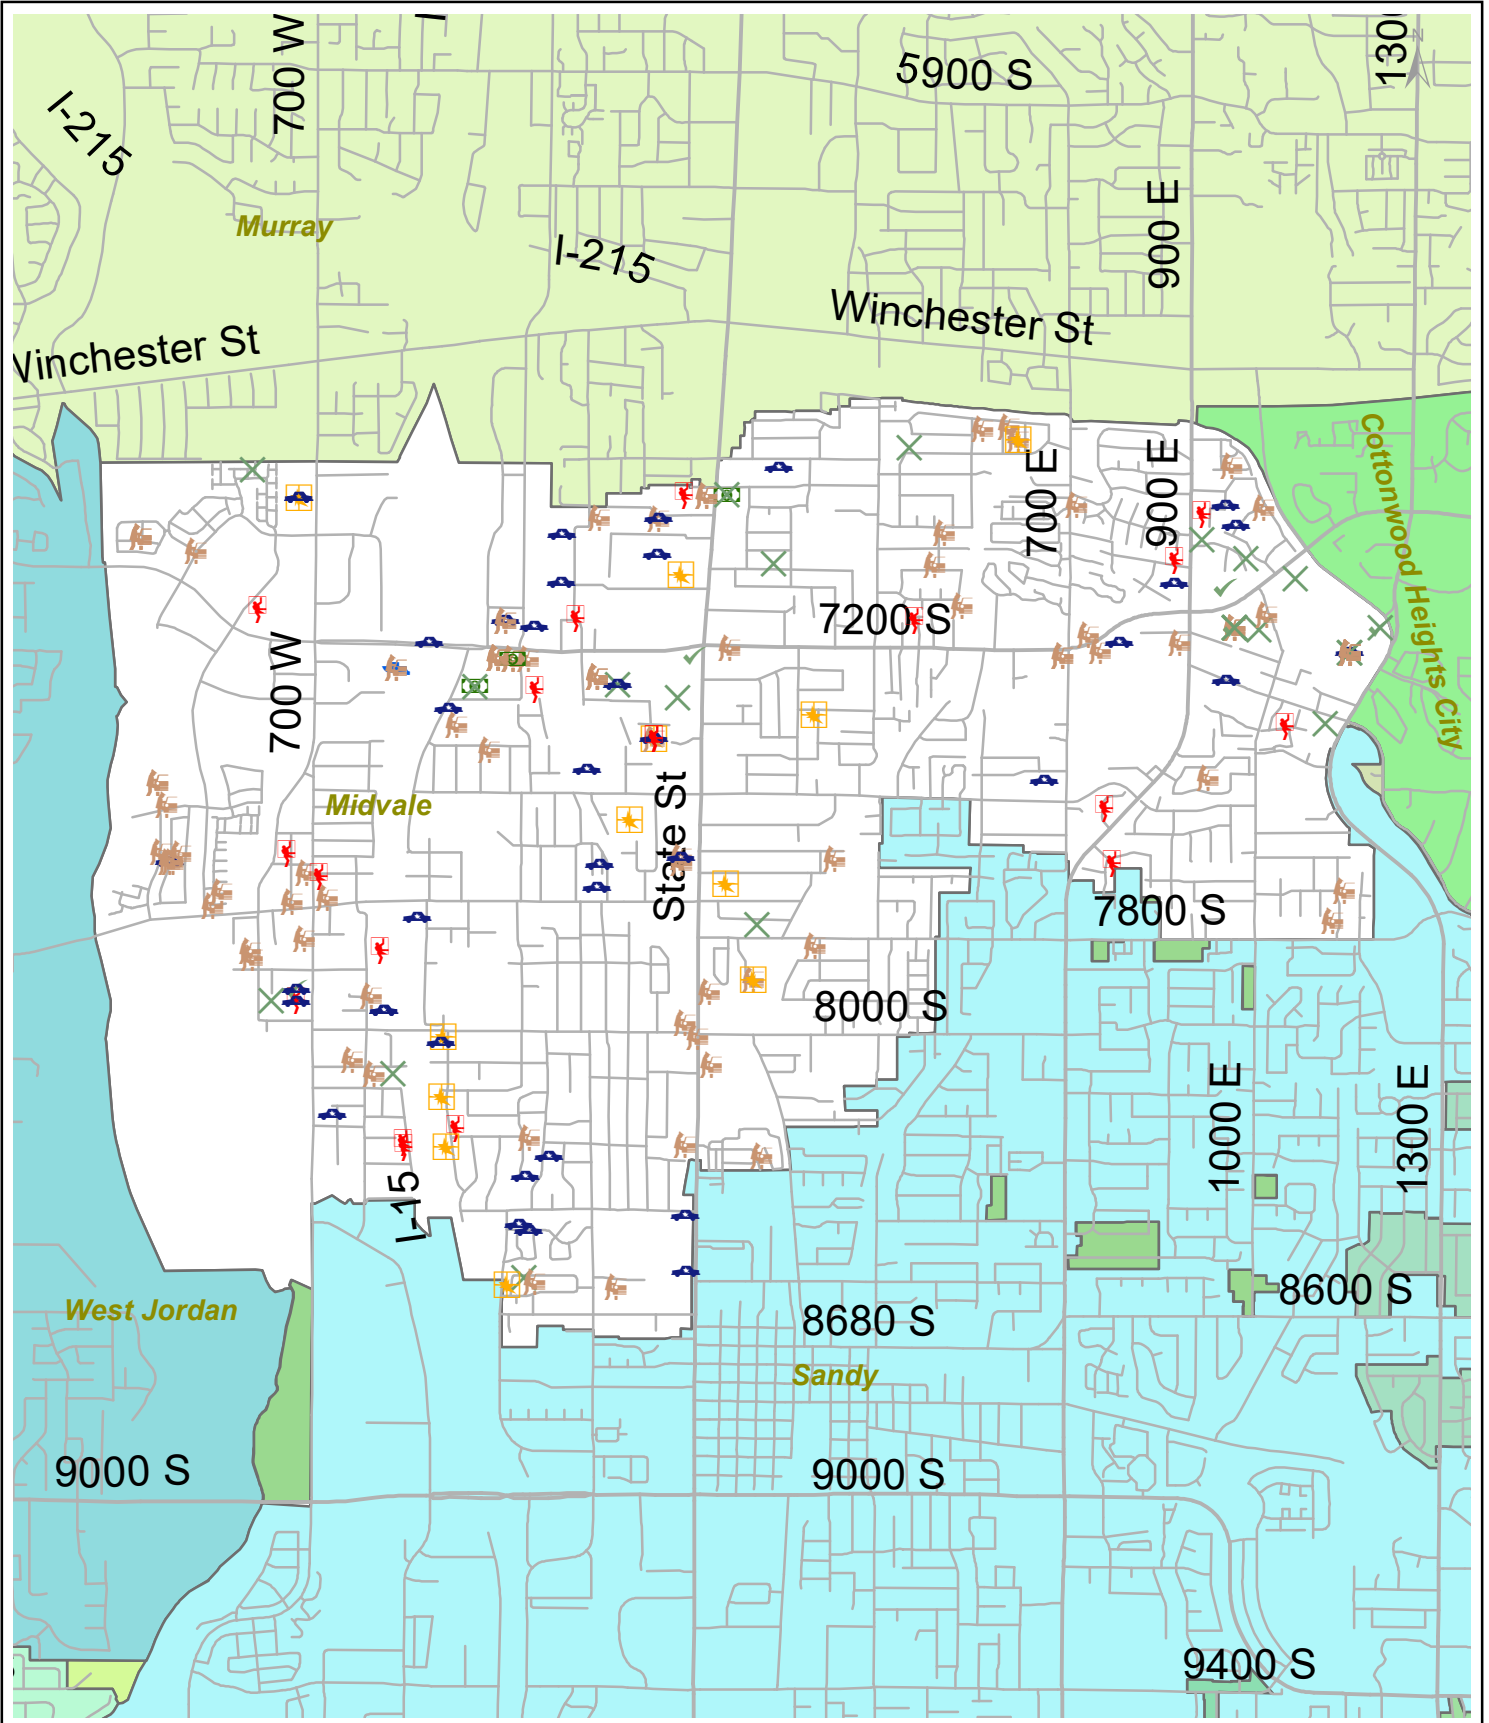 700 W
5900 S
1300
I-215
Murray
I-215
900 E
Winchester St
Winchester St
Cottonwood Heights City
700 E
900 E
7200 S
700 W
Midvale
State St
7800 S
8000 S
1000 E
1300 E
I-15
8600 S
West Jordan
8680 S
Sandy
9000 S
9000 S
9400 S